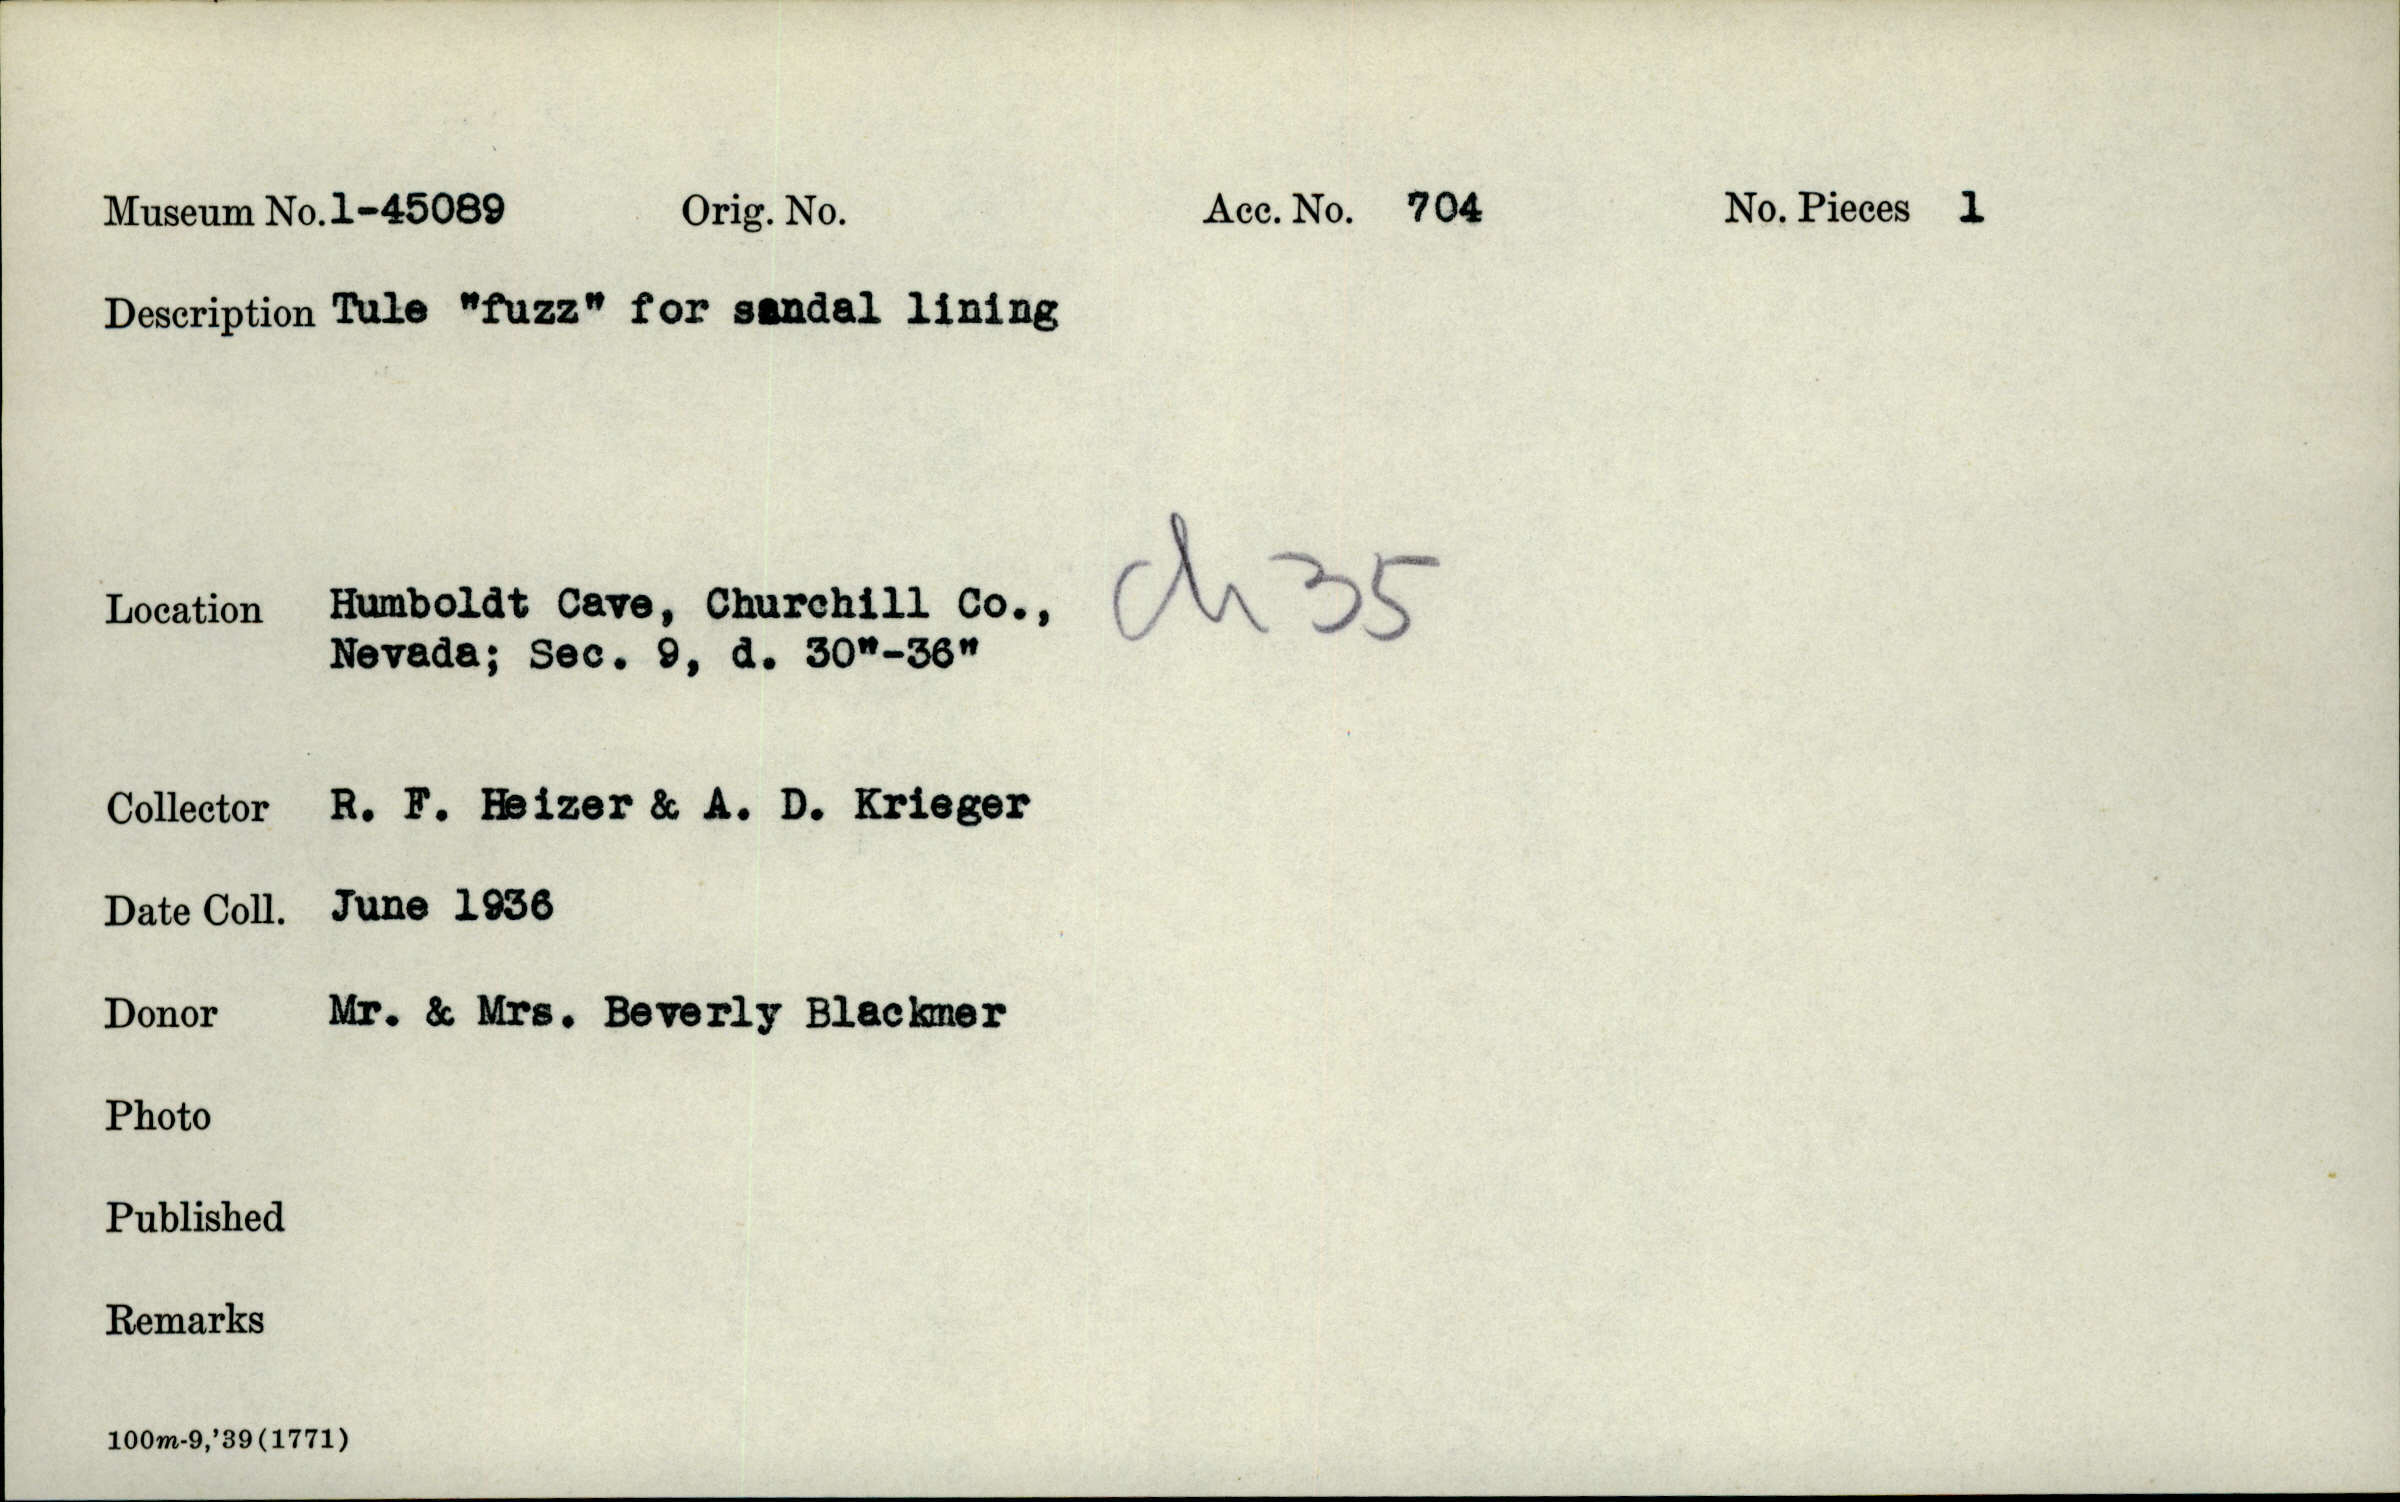 Museum No. 1-45089 Orig. No. Acc. No. 704 No. Pieces 1
Description Tule "fuzz" for sandal lining
Location Humboldt Cave, Churchill Co., Ch 35
Nevada; Sec. 9, d. 30"-36"
Collector R. F. Heizer & A. D. Krieger
Date Coll. June 1936
Donor Mr. & Mrs. Beverly Blackmer
Photo
Published
Remarks
100m-9,'39(1771)